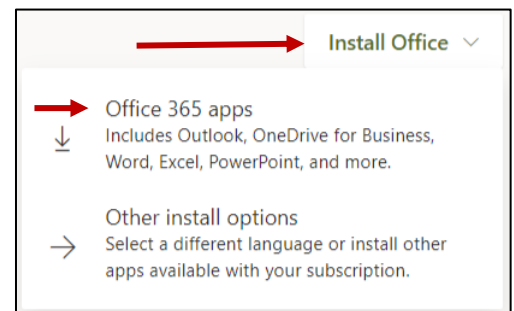 Install Office
Office 365 apps
Includes Outlook, OneDrive for Business,
Word, Excel, PowerPoint, and more.
Other install options
Select a different language or install other
apps available with your subscription.